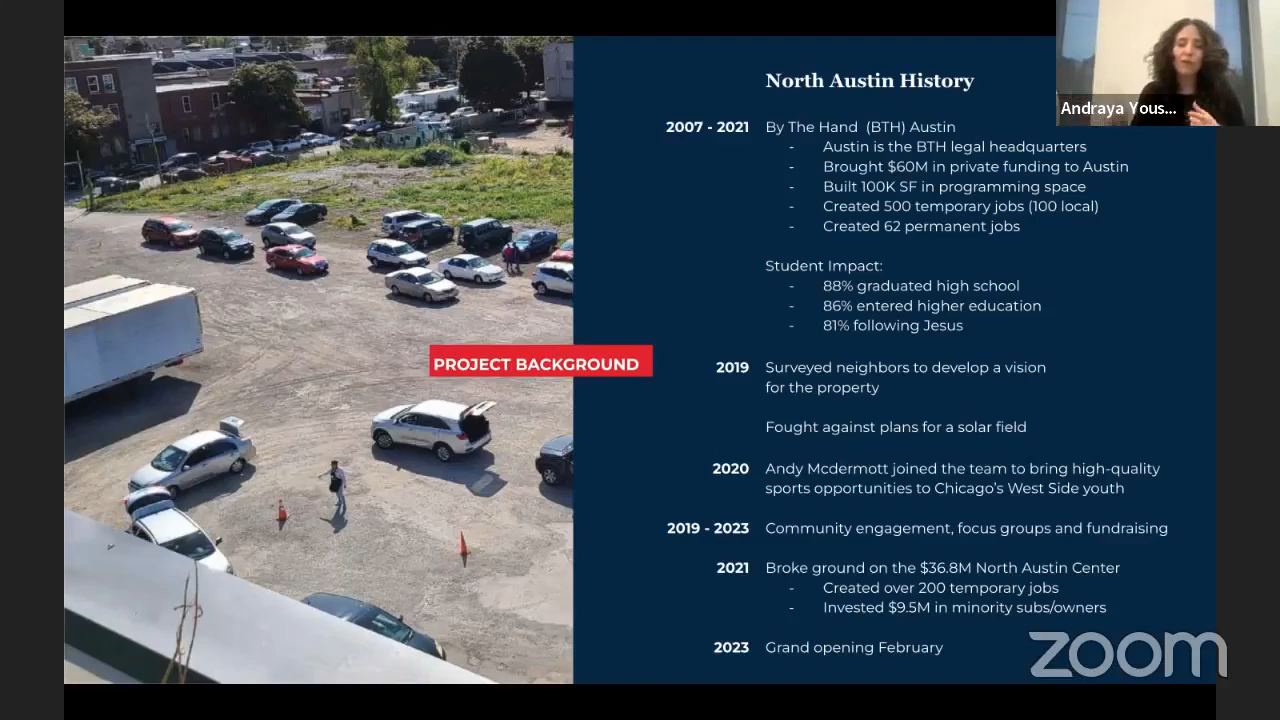 North Austin History
Andraya Yous...
2007 - 2021 By The Hand (BTH) Austin
- Austin is the BTH legal headquarters
- Brought $60M in private funding to Austin
- Built 100K SF in programming space
- Created 500 temporary jobs (100 local)
- Created 62 permanent jobs
Student Impact:
- 88% graduated high school
- 86% entered higher education
- 81% following Jesus
PROJECT BACKGROUND
2019 Surveyed neighbors to develop a vision
for the property
Fought against plans for a solar field
2020 Andy Mcdermott joined the team to bring high-quality
sports opportunities to Chicago's West Side youth
2019 - 2023 Community engagement, focus groups and fundraising
2021 Broke ground on the $36.8M North Austin Center
- Created over 200 temporary jobs
- Invested $9.5M in minority subs/owners
2023 Grand opening February
zoom